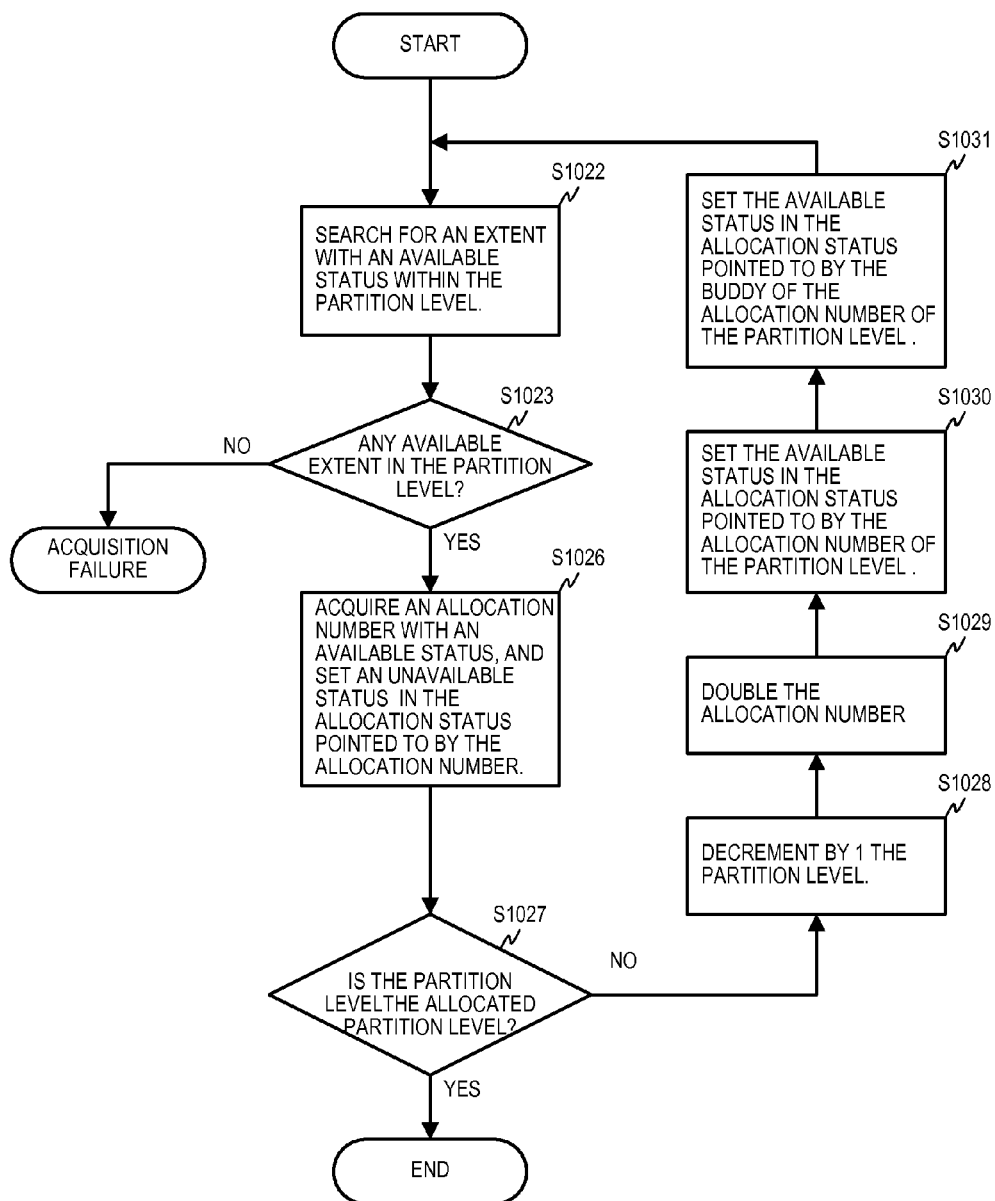 START
S1022
SEARCH FOR AN EXTENT
WITH AN AVAILABLE
STATUS WITHIN THE
PARTITION LEVEL.
S1023
ANY AVAILABLE
EXTENT IN THE PARTITION
LEVEL?
NO
ACQUISITION
FAILURE
YES
S1026
ACQUIRE AN ALLOCATION
NUMBER WITH AN
AVAILABLE STATUS, AND
SET AN UNAVAILABLE
STATUS IN THE
ALLOCATION STATUS
POINTED TO BY THE
ALLOCATION NUMBER.
S1027
IS THE PARTITION
LEVELTHE ALLOCATED
PARTITION LEVEL?
NO
YES
END
S1028
DECREMENT BY 1 THE
PARTITION LEVEL.
S1029
DOUBLE THE
ALLOCATION NUMBER
S1030
SET THE AVAILABLE
STATUS IN THE
ALLOCATION STATUS
POINTED TO BY THE
ALLOCATION NUMBER OF
THE PARTITION LEVEL .
S1031
SET THE AVAILABLE
STATUS IN THE
ALLOCATION STATUS
POINTED TO BY THE
BUDDY OF THE
ALLOCATION NUMBER OF
THE PARTITION LEVEL .